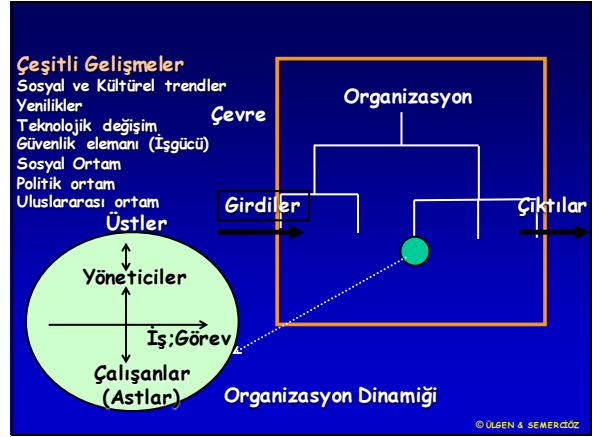 Çeşitli Gelişmeler
Sosyal ve Kültürel trendler
Yenilikler
Teknolojik değişim
Güvenlik elemanı (İşgücü)
Sosyal Ortam
Politik ortam
Uluslararası ortam
Çevre
Organizasyon
Girdiler
Çıktılar
Üstler
Yöneticiler
İş;Görev
Çalışanlar
(Astlar)
Organizasyon Dinamiği
© ÜLGEN & SEMERCİÖZ